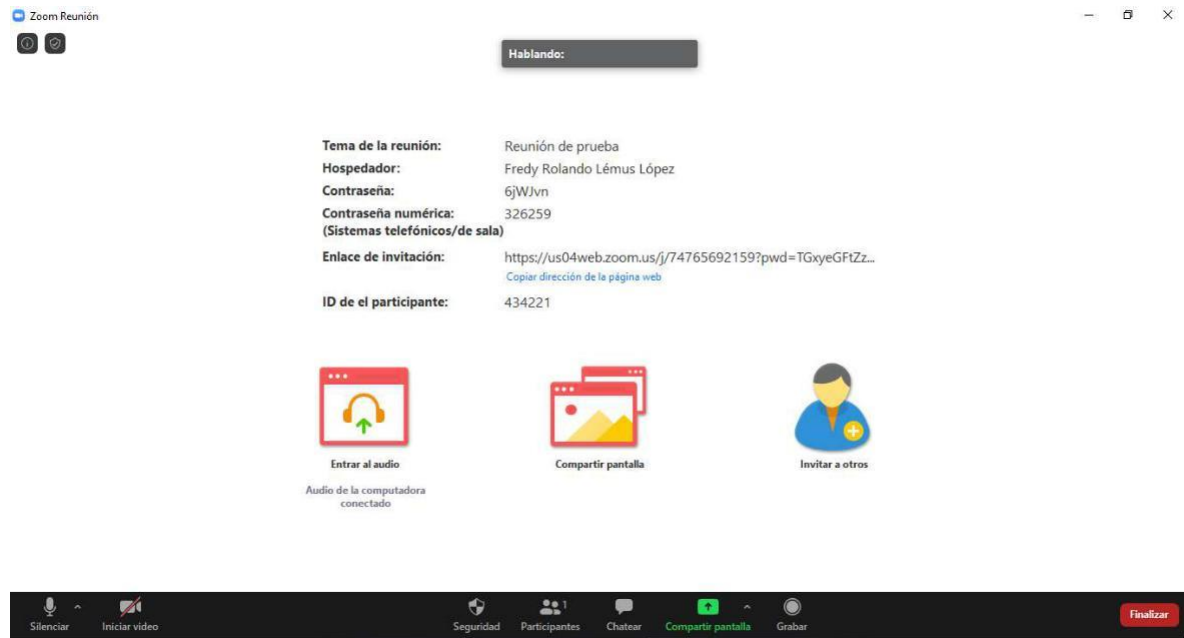 Zoom Reunión
Hablando:
Tema de la reunión: Reunión de prueba
Hospedador: Fredy Rolando Lémus López
Contraseña: 6jWJvn
Contraseña numérica: 326259
(Sistemas telefónicos/de sala)
Enlace de invitación: https://us04web.zoom.us/j/74765692159?pwd=TGxyeGFtZz...
Copiar dirección de la página web
ID de el participante: 434221
Entrar al audio
Compartir pantalla
Invitar a otros
Audio de la computadora
conectado
Silenciar
Iniciar video
Seguridad
1
Participantes
Chatear
Compartir pantalla
Grabar
Finalizar